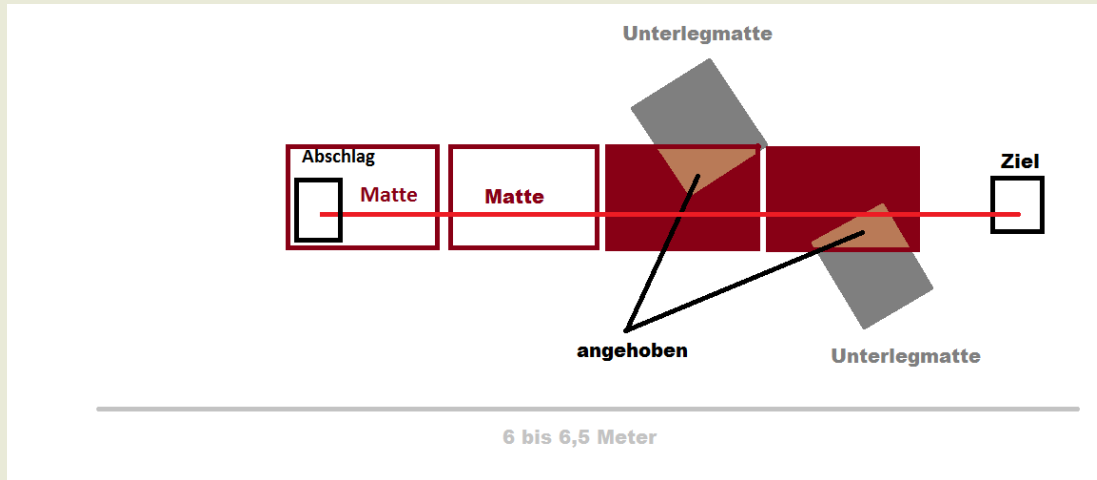 Unterlegmatte
Abschlag
Matte
Matte
Ziel
angehoben
Unterlegmatte
6 bis 6,5 Meter